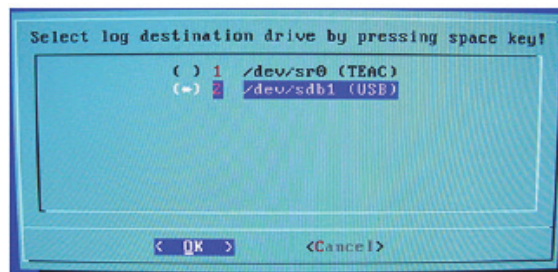 Select log destination drive by pressing space key!
( ) 1 /dev/sr0 (TEAC)
(*) 2 /dev/sdb1 (USB)
< OK > <Cancel>